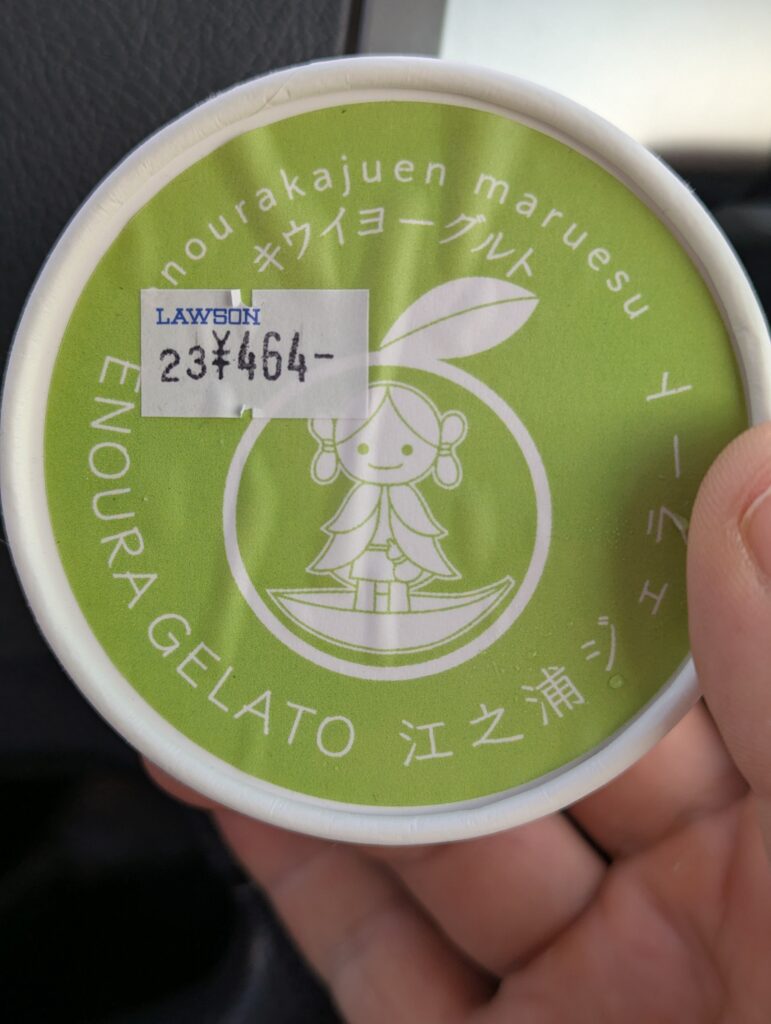 nourakajuen maruesu
キウイヨーグルト
LAWSON
23¥464-
ENOURA GELATO
江之浦ジェラート